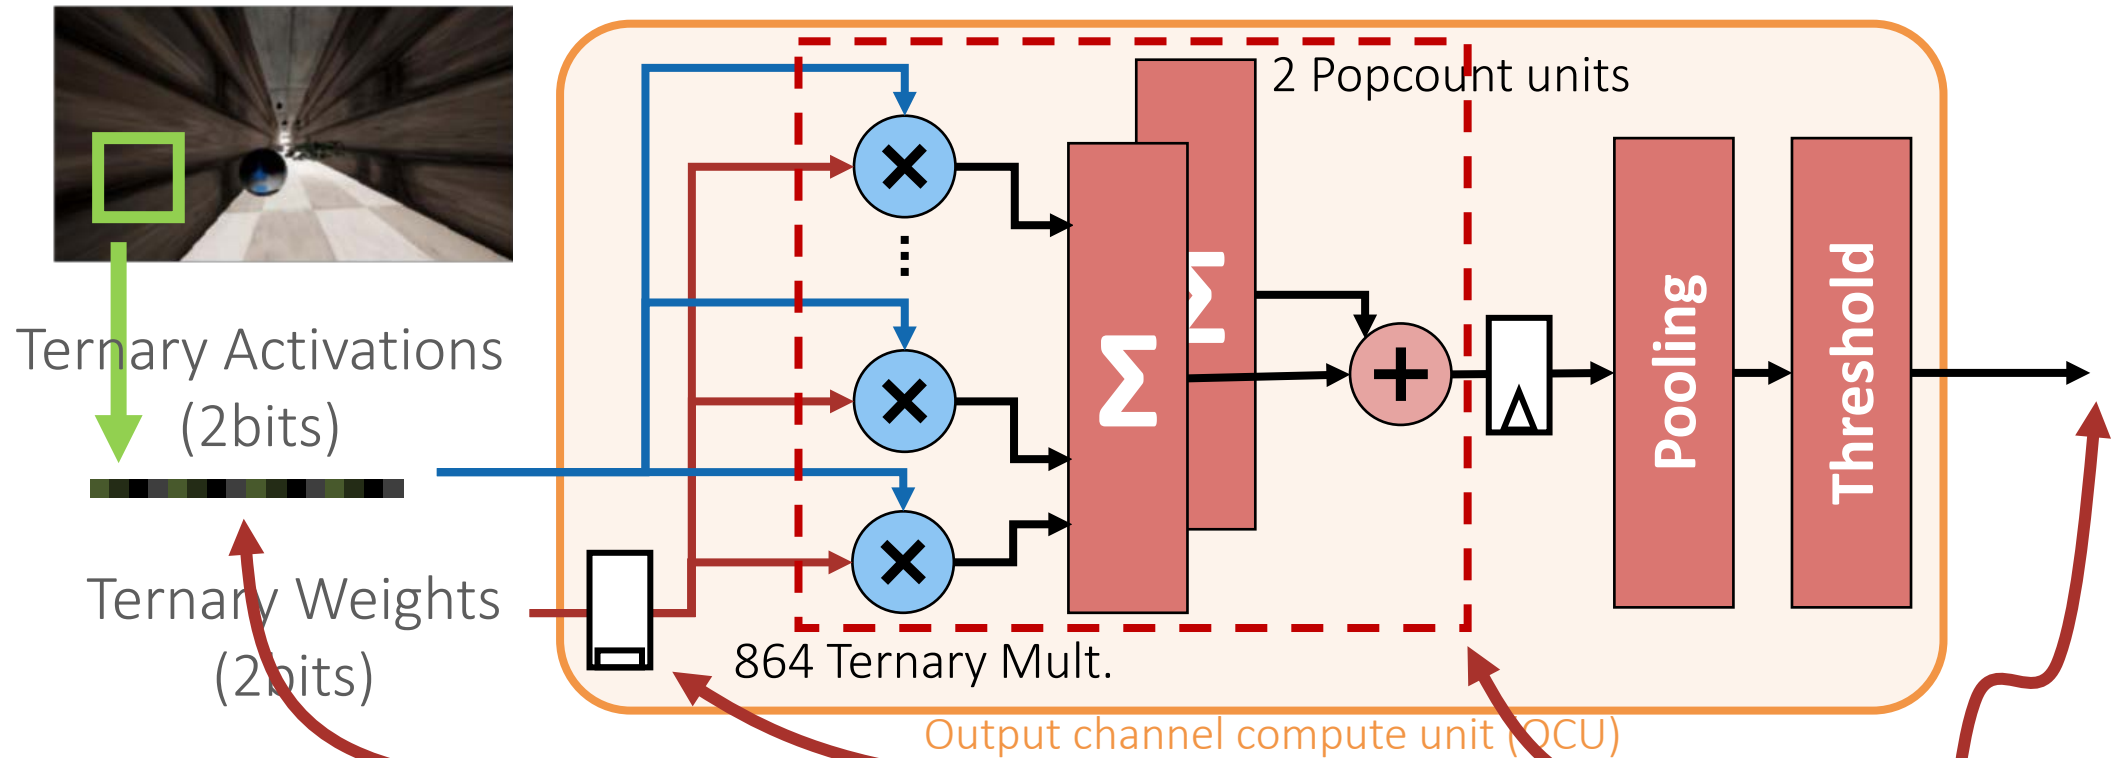 2 Popcount units
Ternary Activations
(2bits)
Σ
Σ
Pooling
Threshold
Ternary Weights
(2bits)
864 Ternary Mult.
Output channel compute unit (OCU)